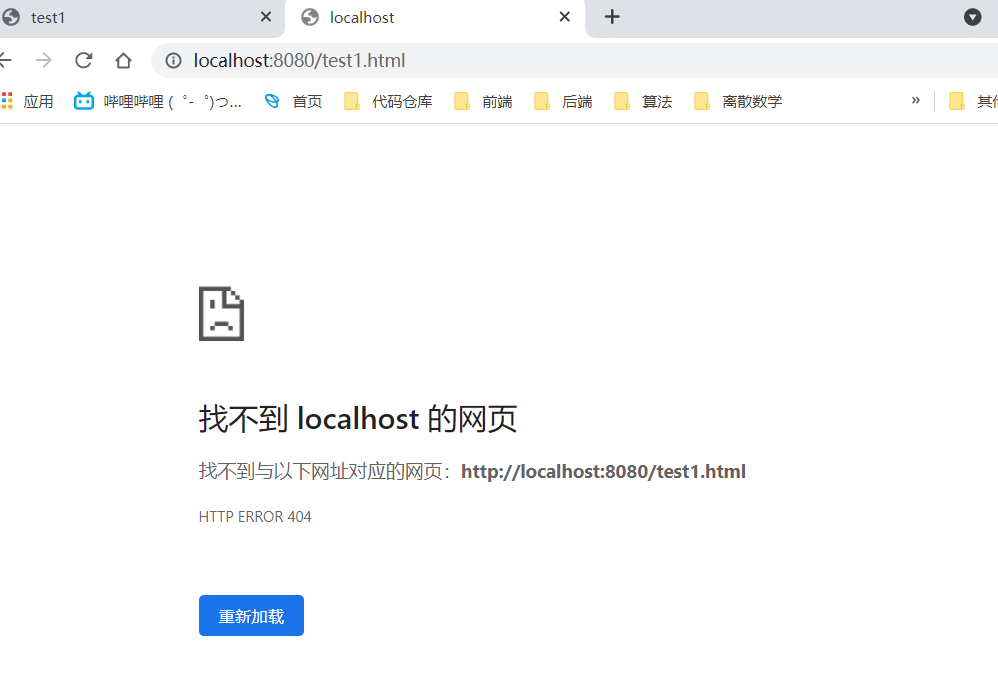 test1
localhost
localhost:8080/test1.html
应用 哔哩哔哩 ( ゜- ゜)つ... 首页 代码仓库 前端 后端 算法 离散数学 » 其他
找不到 localhost 的网页
找不到与以下网址对应的网页：http://localhost:8080/test1.html
HTTP ERROR 404
重新加载